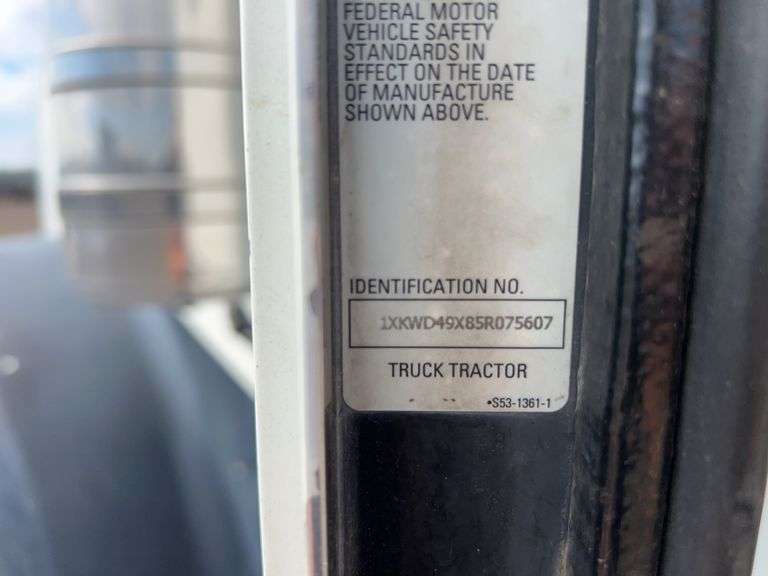 FEDERAL MOTOR
VEHICLE SAFETY
STANDARDS IN
EFFECT ON THE DATE
OF MANUFACTURE
SHOWN ABOVE.
IDENTIFICATION NO.
1XKWD49X85R075607
TRUCK TRACTOR
•S53-1361-1